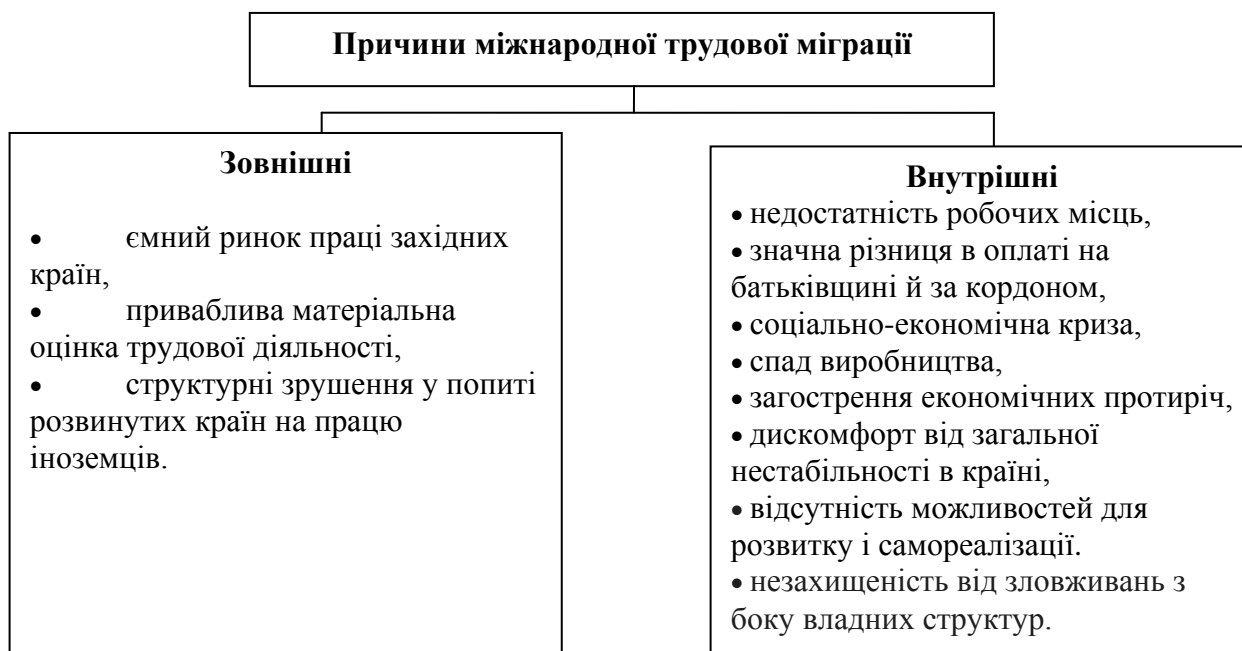 Причини міжнародної трудової міграції
Зовнішні
• ємний ринок праці західних
країн,
• приваблива матеріальна
оцінка трудової діяльності,
• структурні зрушення у попиті
розвинутих країн на працю
іноземців.
Внутрішні
• недостатність робочих місць,
• значна різниця в оплаті на
батьківщині й за кордоном,
• соціально-економічна криза,
• спад виробництва,
• загострення економічних протиріч,
• дискомфорт від загальної
нестабільності в країні,
• відсутність можливостей для
розвитку і самореалізації.
• незахищеність від зловживань з
боку владних структур.